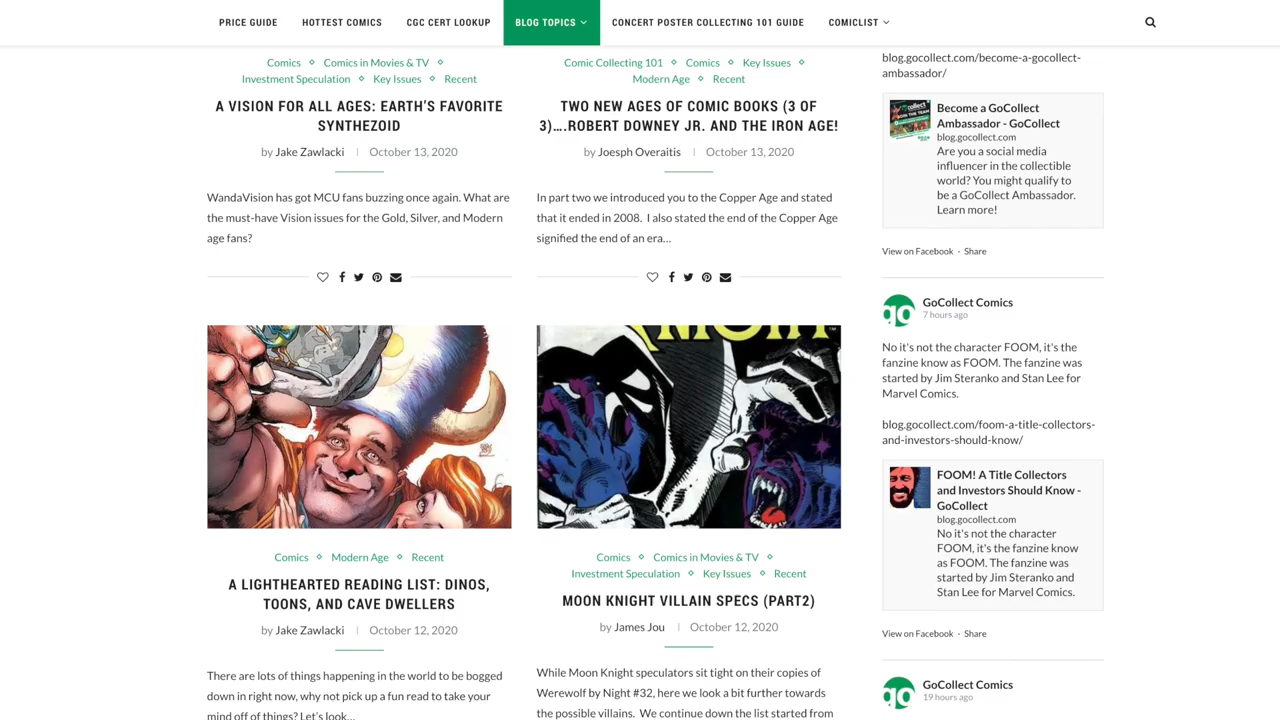 PRICE GUIDE HOTTEST COMICS CGC CERT LOOKUP BLOG TOPICS CONCERT POSTER COLLECTING 101 GUIDE COMICLIST
Comics ⋄ Comics in Movies & TV ⋄
Investment Speculation ⋄ Key Issues ⋄ Recent
A VISION FOR ALL AGES: EARTH'S FAVORITE
SYNTHEZOID
by Jake Zawlacki | October 13, 2020
WandaVision has got MCU fans buzzing once again. What are
the must-have Vision issues for the Gold, Silver, and Modern
age fans?
Comic Collecting 101 ⋄ Comics ⋄ Key Issues ⋄
Modern Age ⋄ Recent
TWO NEW AGES OF COMIC BOOKS (3 OF
3)….ROBERT DOWNEY JR. AND THE IRON AGE!
by Joesph Overaitis | October 13, 2020
In part two we introduced you to the Copper Age and stated
that it ended in 2008. I also stated the end of the Copper Age
signified the end of an era…
Comics ⋄ Modern Age ⋄ Recent
A LIGHTHEARTED READING LIST: DINOS,
TOONS, AND CAVE DWELLERS
by Jake Zawlacki | October 12, 2020
There are lots of things happening in the world to be bogged
down in right now, why not pick up a fun read to take your
mind off of things? Let's look…
KNIGHT
Comics ⋄ Comics in Movies & TV ⋄
Investment Speculation ⋄ Key Issues ⋄ Recent
MOON KNIGHT VILLAIN SPECS (PART2)
by James Jou | October 12, 2020
While Moon Knight speculators sit tight on their copies of
Werewolf by Night #32, here we look a bit further towards
the possible villains. We continue down the list started from
blog.gocollect.com/become-a-gocollect-
ambassador/
Become a GoCollect
Ambassador - GoCollect
blog.gocollect.com
Are you a social media
influencer in the collectible
world? You might qualify to
be a GoCollect Ambassador.
Learn more!
View on Facebook · Share
go
GoCollect Comics
7 hours ago
No it's not the character FOOM, it's the
fanzine know as FOOM. The fanzine was
started by Jim Steranko and Stan Lee for
Marvel Comics.
blog.gocollect.com/foom-a-title-collectors-
and-investors-should-know/
FOOM! A Title Collectors
and Investors Should Know -
GoCollect
blog.gocollect.com
No it's not the character
FOOM, it's the fanzine know
as FOOM. The fanzine was
started by Jim Steranko and
Stan Lee for Marvel Comics.
View on Facebook · Share
go
GoCollect Comics
19 hours ago